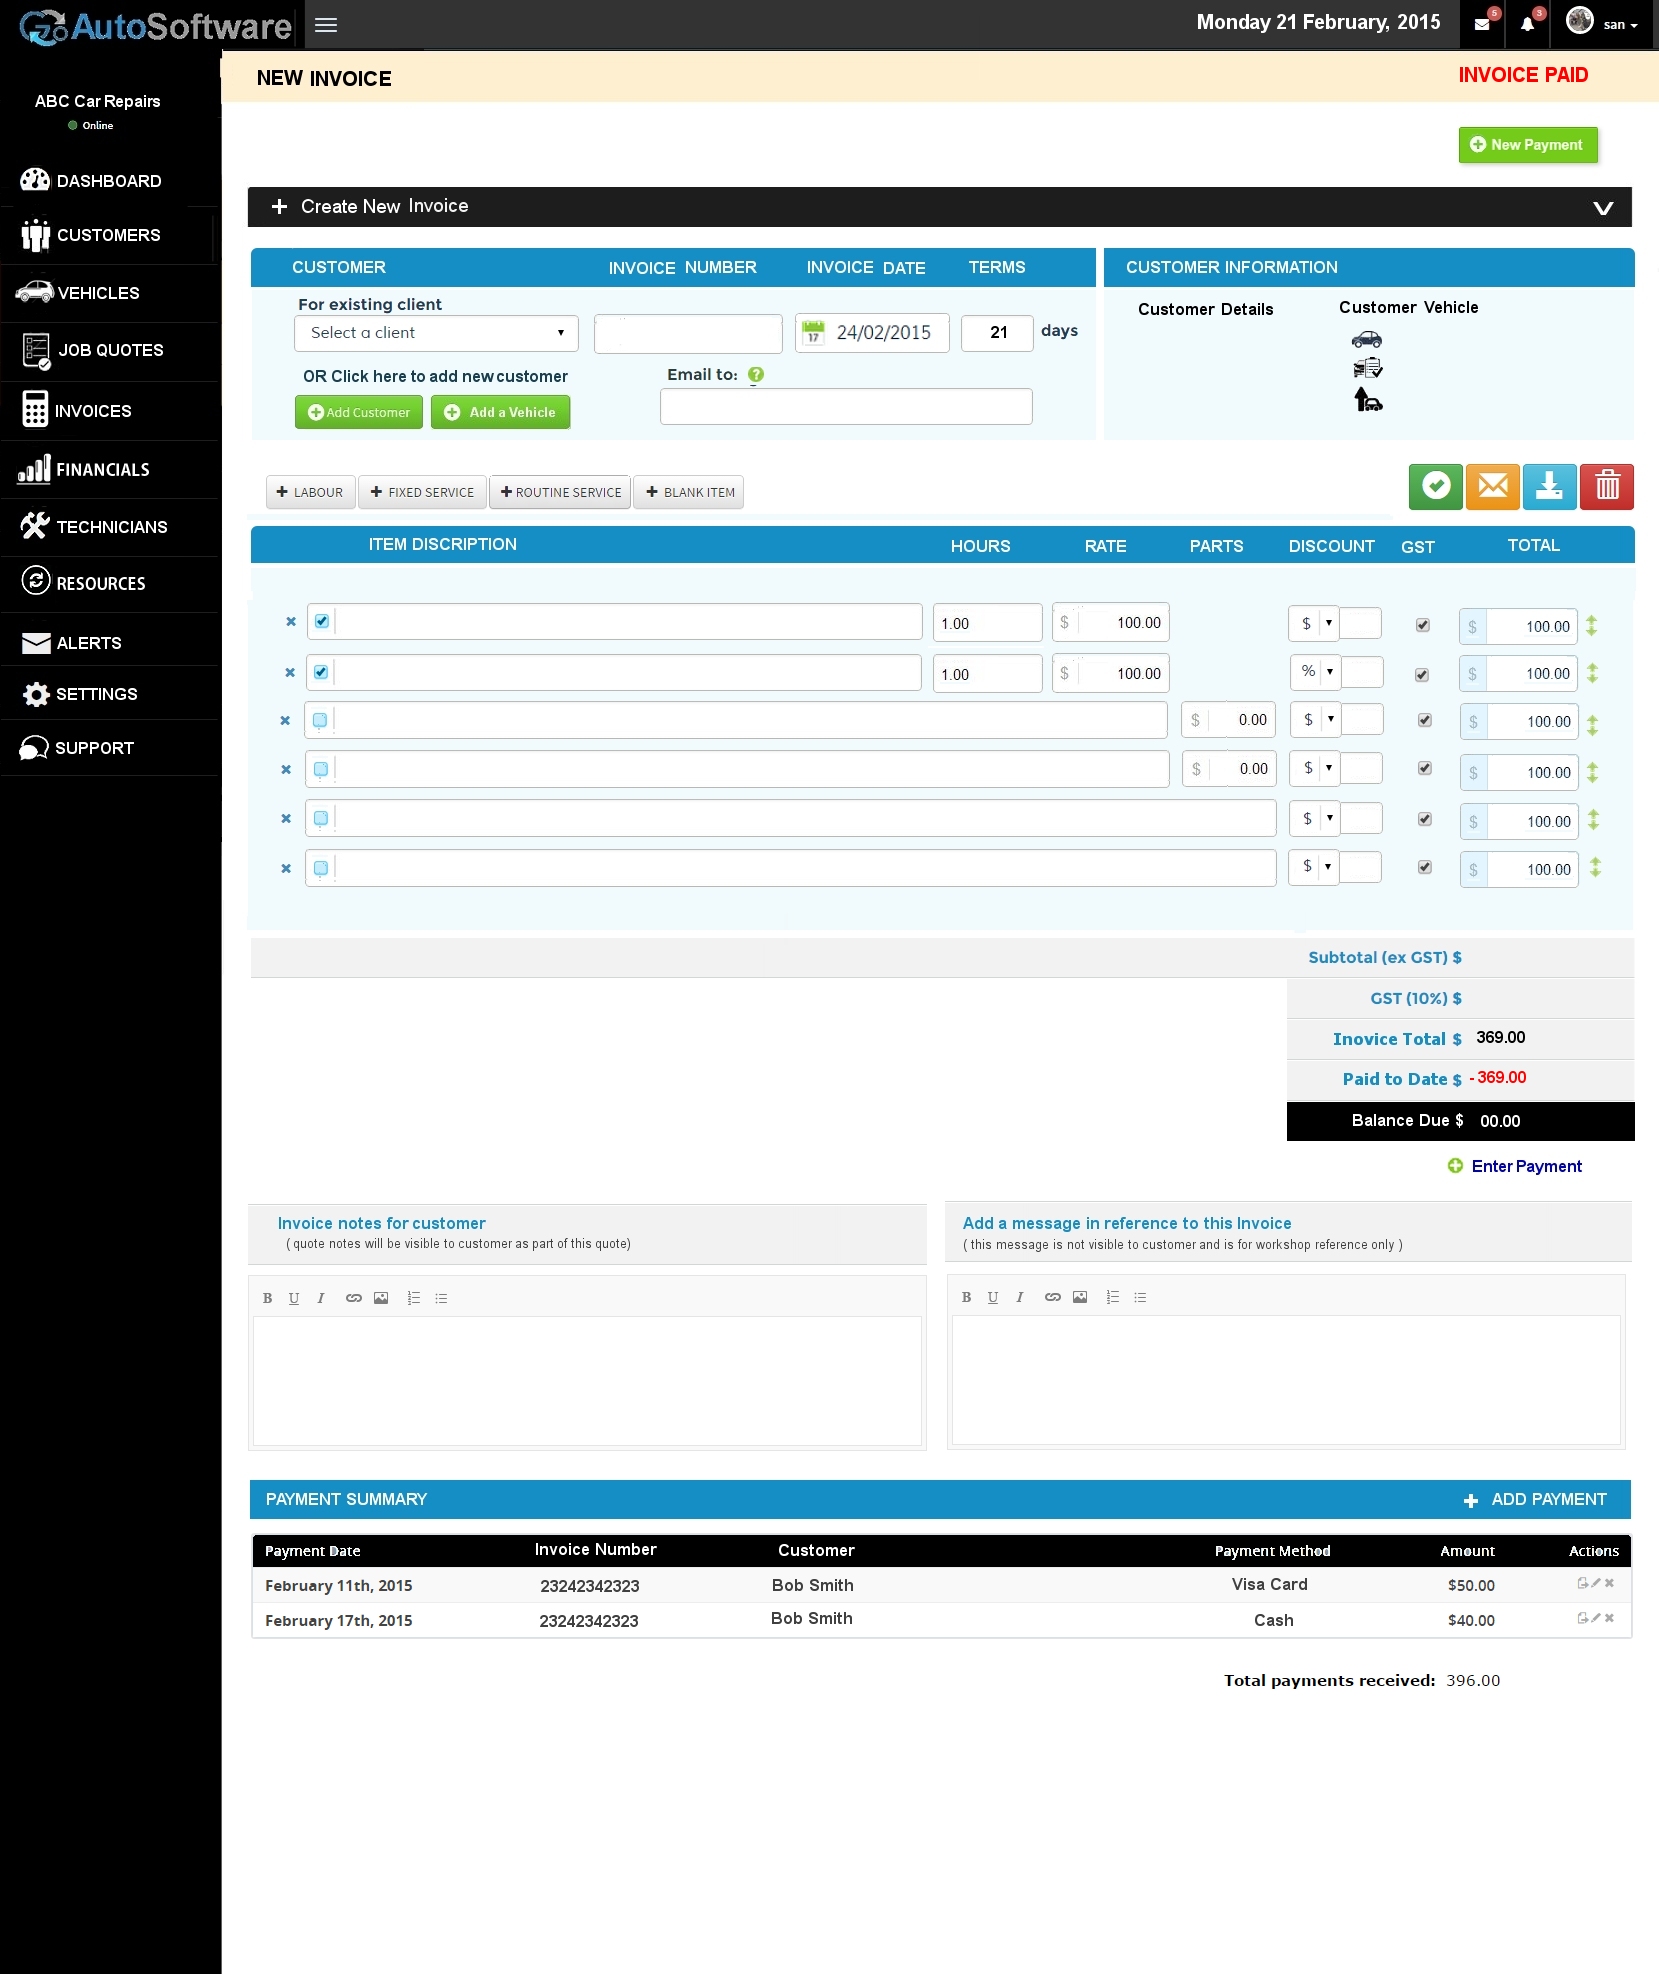 GoAutoSoftware
Monday 21 February, 2015
5
3
san
NEW INVOICE
INVOICE PAID
ABC Car Repairs
Online
New Payment
DASHBOARD
CUSTOMERS
VEHICLES
JOB QUOTES
INVOICES
FINANCIALS
TECHNICIANS
RESOURCES
ALERTS
SETTINGS
SUPPORT
Create New Invoice
CUSTOMER INVOICE NUMBER INVOICE DATE TERMS
For existing client
Select a client
17 24/02/2015
21 days
OR Click here to add new customer
Email to: ?
Add Customer
Add a Vehicle
CUSTOMER INFORMATION
Customer Details
Customer Vehicle
+ LABOUR
+ FIXED SERVICE
+ ROUTINE SERVICE
+ BLANK ITEM
ITEM DISCRIPTION HOURS RATE PARTS DISCOUNT GST TOTAL
1.00 $ 100.00 $ $ 100.00
1.00 $ 100.00 % $ 100.00
$ 0.00 $ $ 100.00
$ 0.00 $ $ 100.00
$ $ 100.00
$ $ 100.00
Subtotal (ex GST) $
GST (10%) $
Inovice Total $ 369.00
Paid to Date $ - 369.00
Balance Due $ 00.00
Enter Payment
Invoice notes for customer
( quote notes will be visible to customer as part of this quote)
B U I
Add a message in reference to this Invoice
( this message is not visible to customer and is for workshop reference only )
B U I
PAYMENT SUMMARY
+ ADD PAYMENT
Payment Date Invoice Number Customer Payment Method Amount Actions
February 11th, 2015 23242342323 Bob Smith Visa Card $50.00
February 17th, 2015 23242342323 Bob Smith Cash $40.00
Total payments received: 396.00